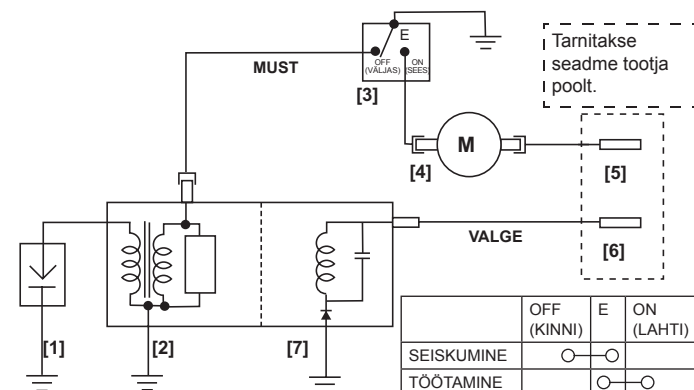 E
OFF
(VÄLJAS)
ON
(SEES)
MUST
[3]
Tarnitakse
seadme tootja
poolt.
M
[4]
[5]
VALGE
[6]
[1]
[2]
[7]
OFF
(KINNI)
E
ON
(LAHTI)
SEISKUMINE
TÖÖTAMINE